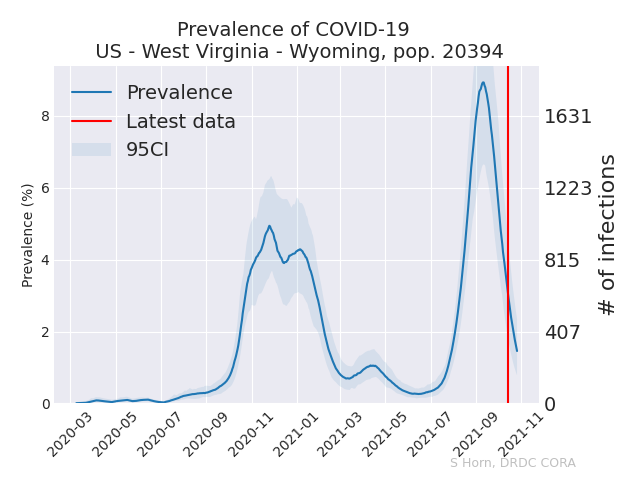 Prevalence of COVID-19
US - West Virginia - Wyoming, pop. 20394
Prevalence
Latest data
95CI
Prevalence (%)
8
6
4
2
0
1631
1223
815
407
0
# of infections
2020-03
2020-05
2020-07
2020-09
2020-11
2021-01
2021-03
2021-05
2021-07
2021-09
2021-11
S Horn, DRDC CORA